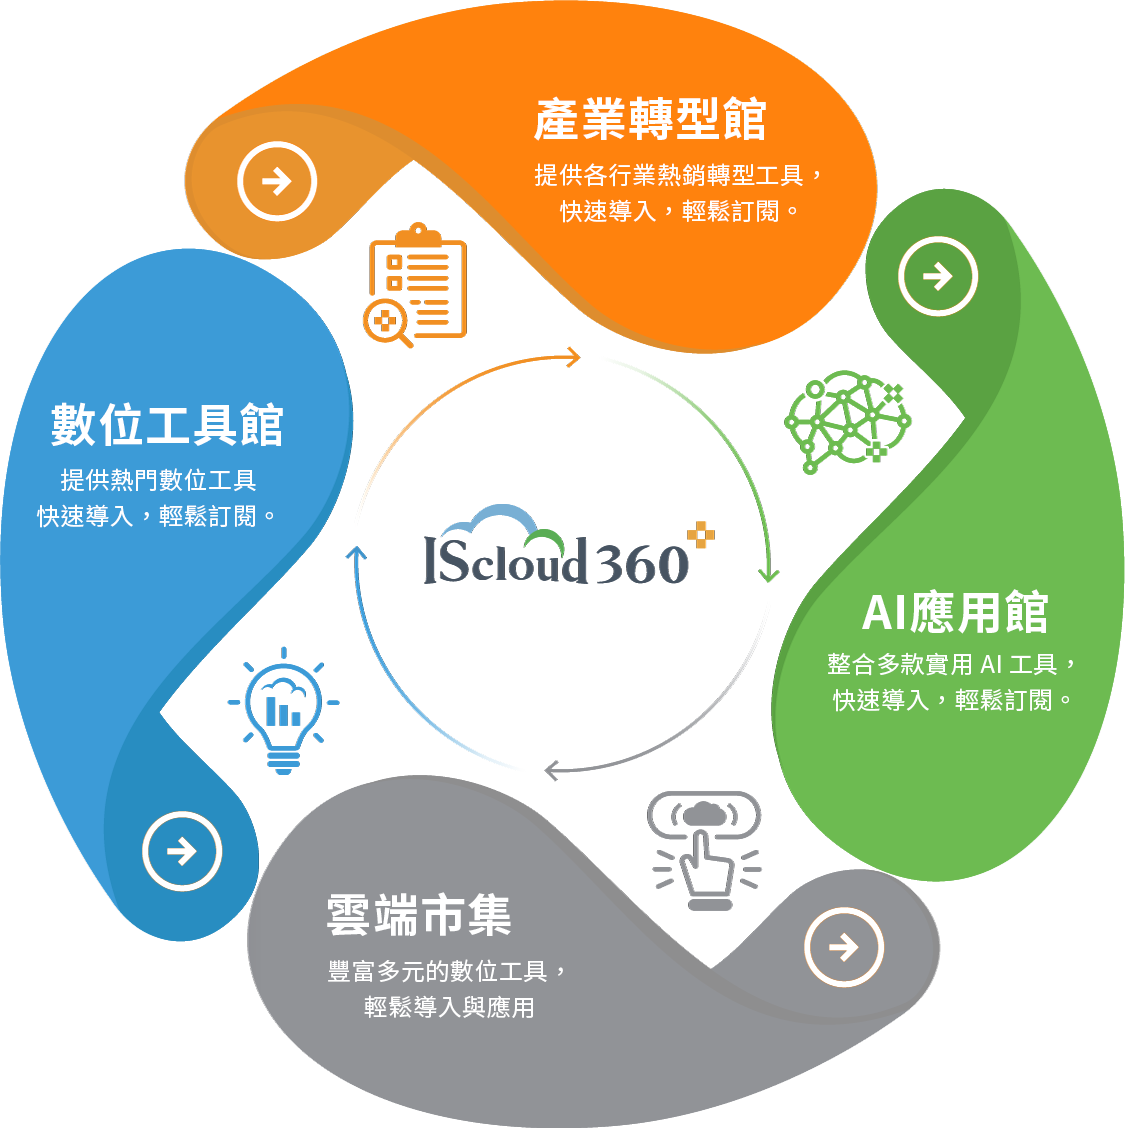 產業轉型館
提供各行業熱銷轉型工具，
快速導入，輕鬆訂閱。
數位工具館
提供熱門數位工具
快速導入，輕鬆訂閱。
IScloud 360
AI應用館
整合多款實用 AI 工具，
快速導入，輕鬆訂閱。
雲端市集
豐富多元的數位工具，
輕鬆導入與應用